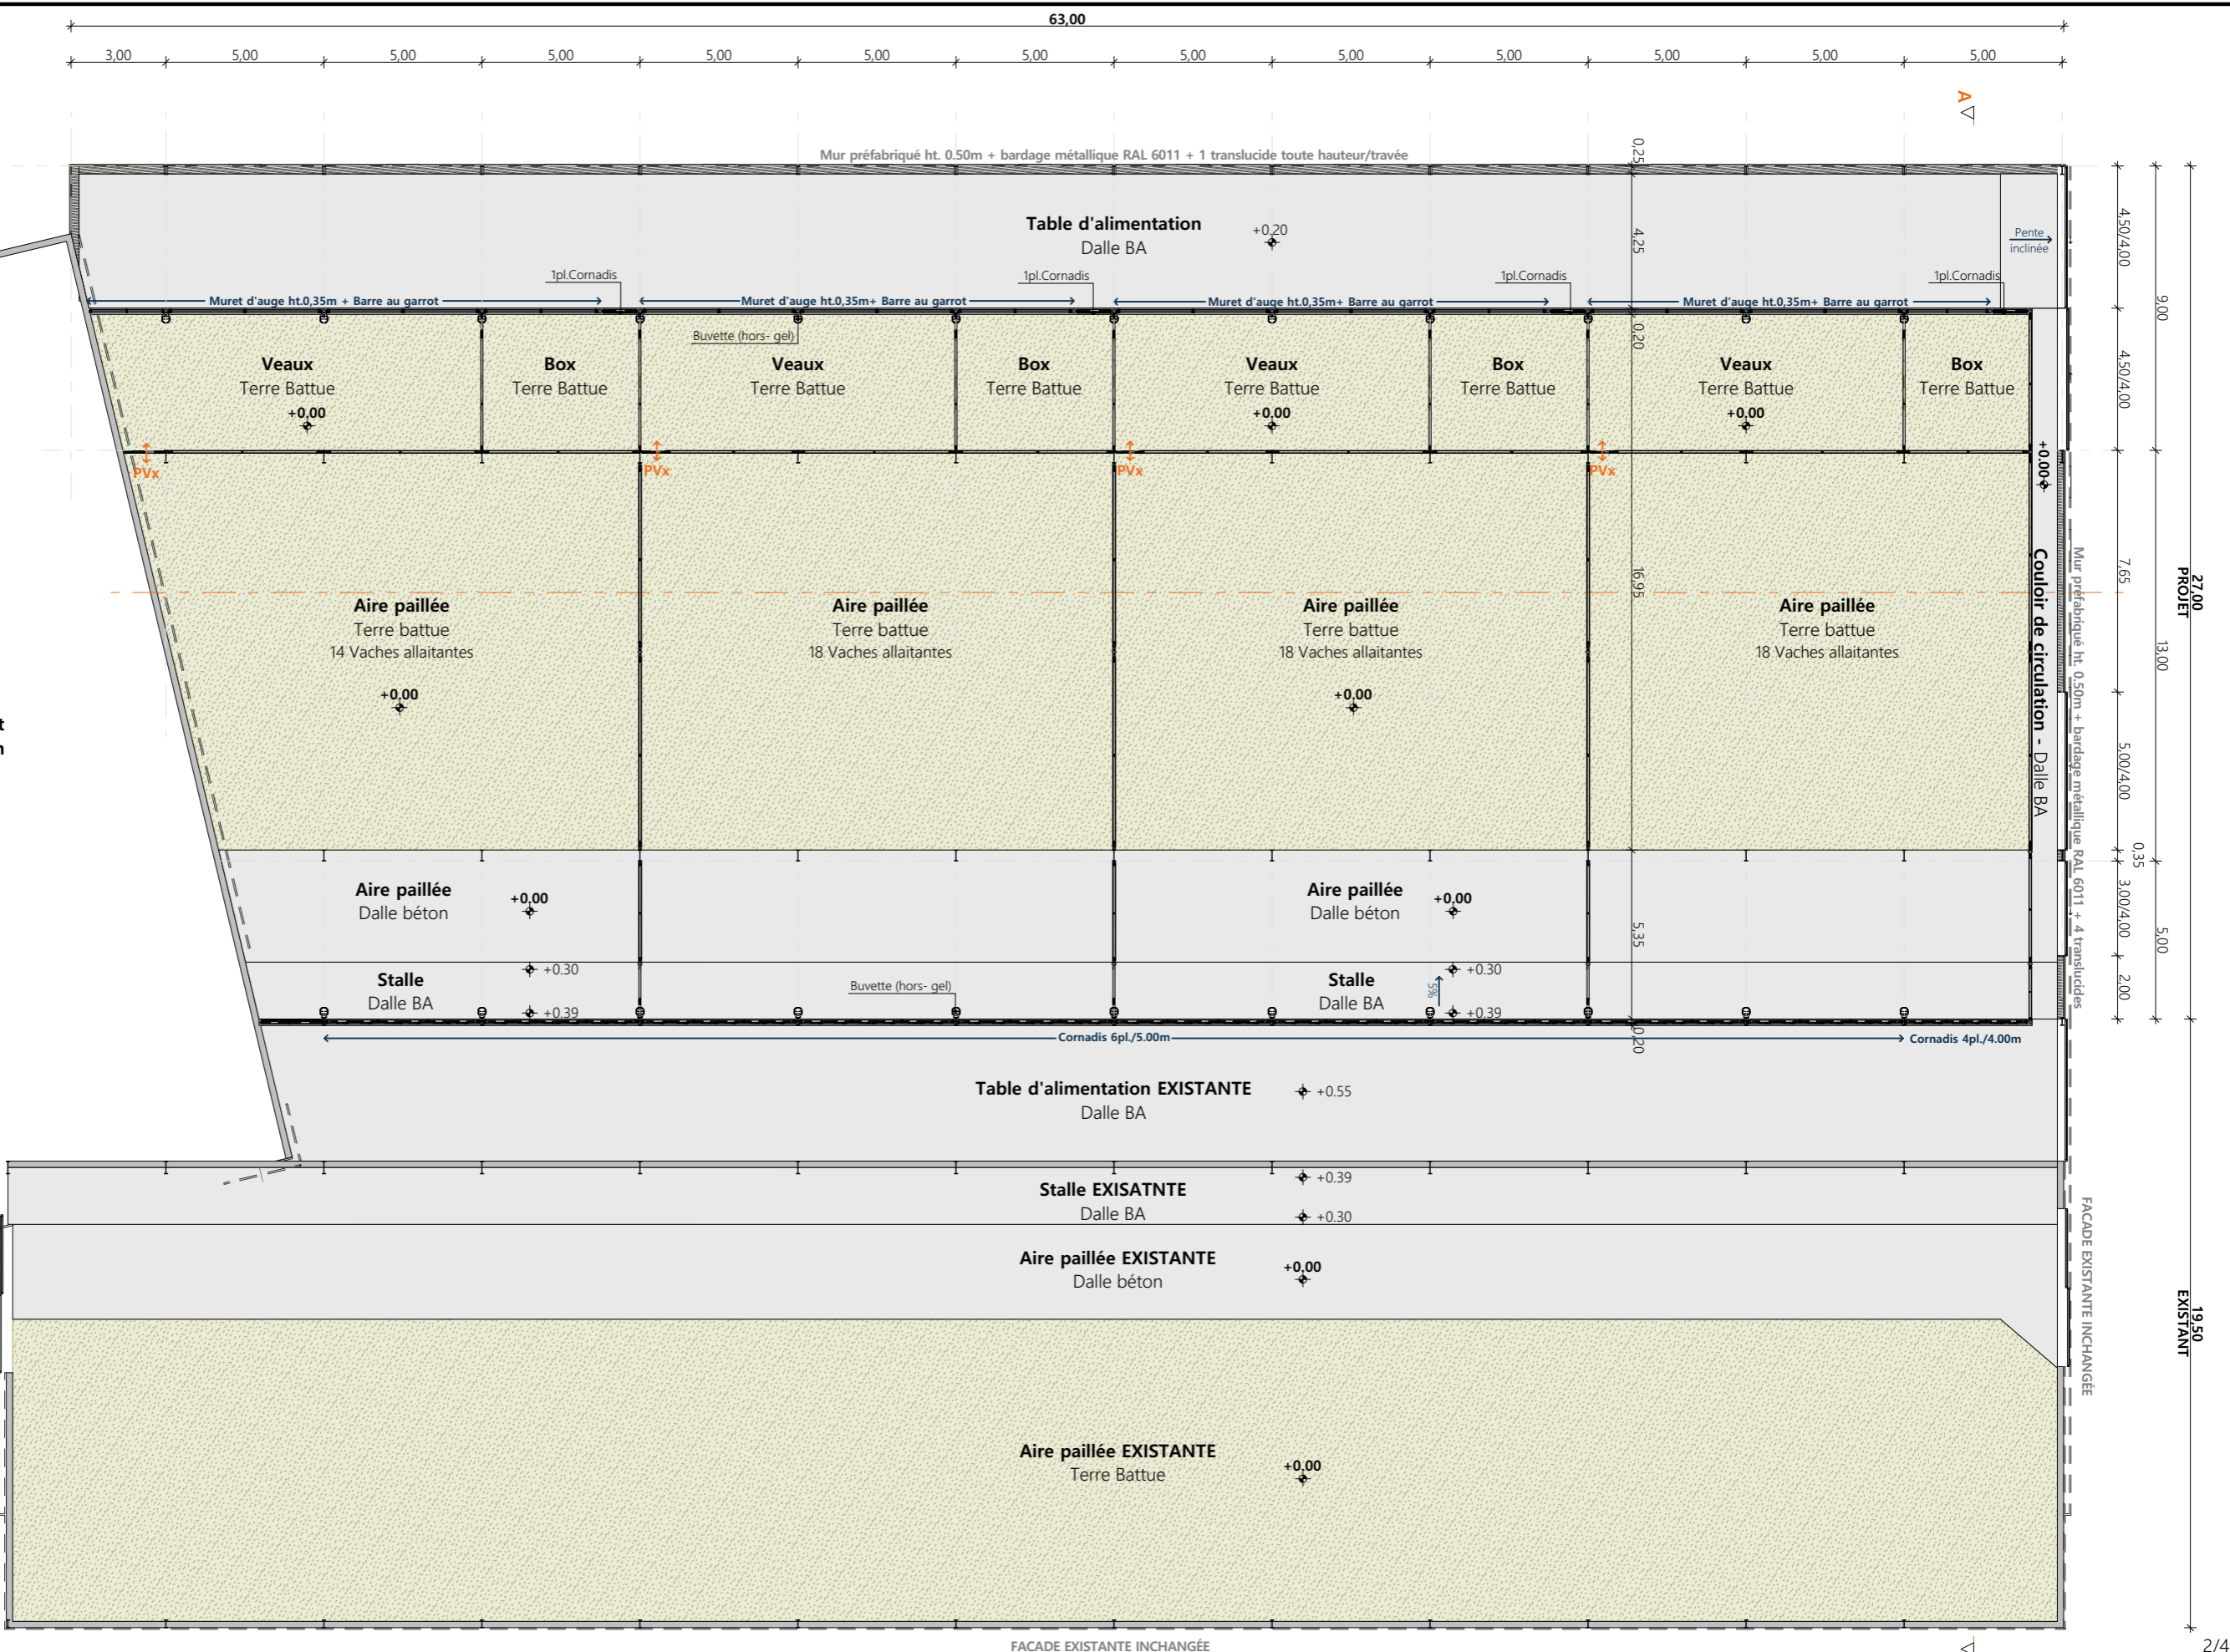 63,00
3,00 5,00 5,00 5,00 5,00 5,00 5,00 5,00 5,00 5,00 5,00 5,00 5,00
A
Mur préfabriqué ht. 0.50m + bardage métallique RAL 6011 + 1 translucide toute hauteur/travée
0,25
Table d'alimentation
Dalle BA
+0.20
4,25
Pente
inclinée
4,50/4,00
1pl.Cornadis 1pl.Cornadis 1pl.Cornadis 1pl.Cornadis
Muret d'auge ht.0,35m + Barre au garrot Muret d'auge ht.0,35m+ Barre au garrot Muret d'auge ht.0,35m+ Barre au garrot Muret d'auge ht.0,35m+ Barre au garrot
9,00
Buvette (hors- gel)
0,20
Veaux Box Veaux Box Veaux Box Veaux Box
Terre Battue Terre Battue Terre Battue Terre Battue Terre Battue Terre Battue Terre Battue Terre Battue
4,50/4,00
+0.00 +0.00 +0.00
+0.00
PVx PVx PVx PVx
16,95
7,65
27,00
PROJET
Aire paillée Aire paillée Aire paillée Aire paillée
Terre battue Terre battue Terre battue Terre battue
14 Vaches allaitantes 18 Vaches allaitantes 18 Vaches allaitantes 18 Vaches allaitantes
+0.00 +0.00
Couloir de circulation - Dalle BA
Mur préfabriqué ht. 0.50m + bardage métallique RAL 6011 + 4 translucides
13,00
t
n
5,00/4,00
0,35
Aire paillée
Dalle béton
+0.00
Aire paillée
Dalle béton
+0.00
3,00/4,00
5,35
5,00
Stalle
Dalle BA
+0.30
+0.39
Buvette (hors- gel)
Stalle
Dalle BA
5%
+0.30
+0.39
2,00
0,20
Cornadis 6pl./5.00m Cornadis 4pl./4.00m
Table d'alimentation EXISTANTE
Dalle BA
+0.55
Stalle EXISATNTE
Dalle BA
+0.39
+0.30
Aire paillée EXISTANTE
Dalle béton
+0.00
FACADE EXISTANTE INCHANGÉE
19,50
EXISTANT
Aire paillée EXISTANTE
Terre Battue
+0.00
FACADE EXISTANTE INCHANGÉE
2/4